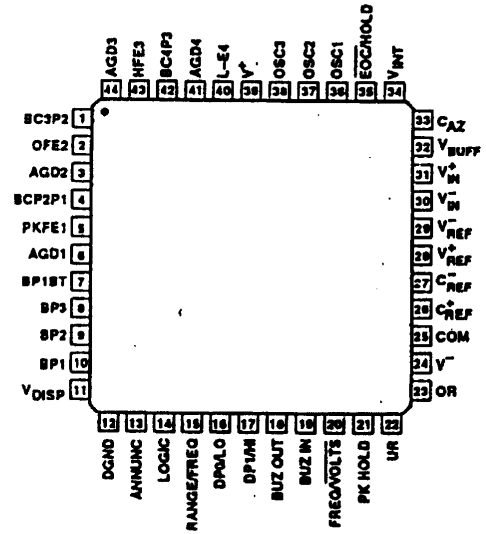 AGD3 HFE3 BC4P3 AGD4 L–E4 V+ OSC3 OSC2 OSC1 EOC/HOLD VINT
44 43 42 41 40 39 38 37 36 35 34
BC3P2 1
OFE2 2
AGD2 3
BCP2P1 4
PKFE1 5
AGD1 6
BP1BT 7
BP3 8
BP2 9
BP1 10
VDISP 11
33 CAZ
32 VBUFF
31 V+IN
30 V–IN
29 V–REF
28 V+REF
27 C–REF
26 C+REF
25 COM
24 V–
23 OR
12 13 14 15 16 17 18 19 20 21 22
DGND ANNUNC LOGIC RANGE/FREQ DP0/LO DP1/HI BUZ OUT BUZ IN FREQ/VOLTS PK HOLD UR